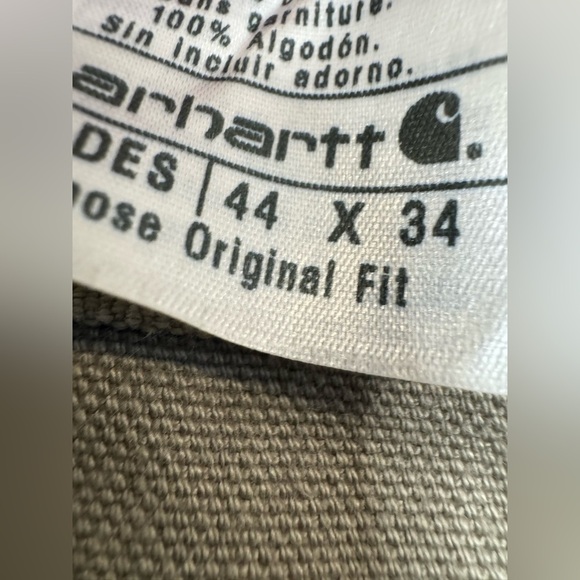 garniture.
100% Algodón.
sin incluir adorno.
arhartt
DES | 44 X 34
oose Original Fit